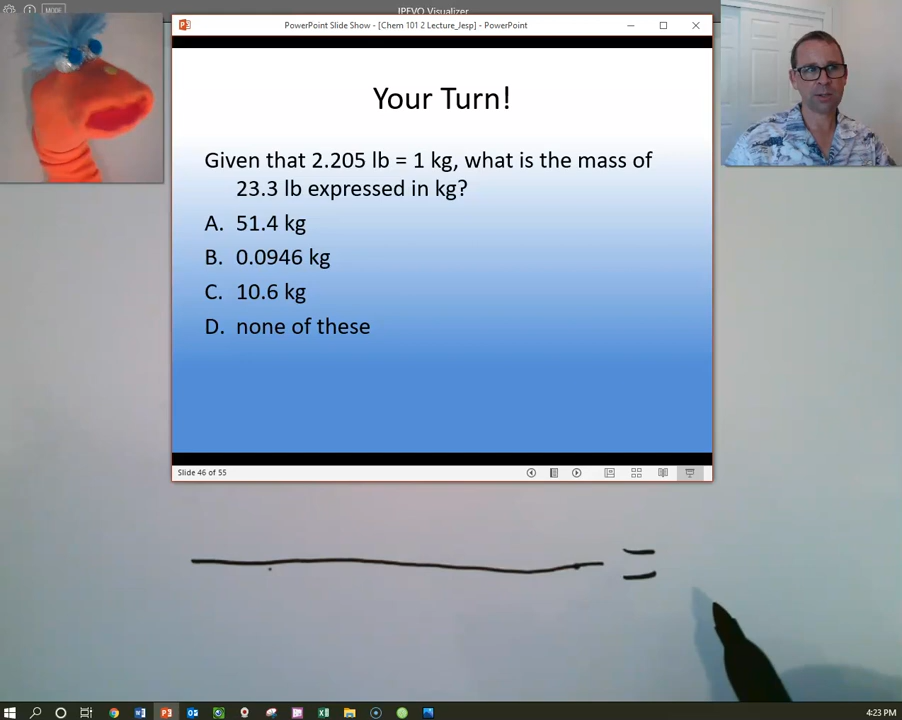 IPEVO Visualizer
MODE
PowerPoint Slide Show - [Chem 101 2 Lecture_Jesp] - PowerPoint
Your Turn!
Given that 2.205 lb = 1 kg, what is the mass of
23.3 lb expressed in kg?
A. 51.4 kg
B. 0.0946 kg
C. 10.6 kg
D. none of these
Slide 46 of 55
=
4:23 PM